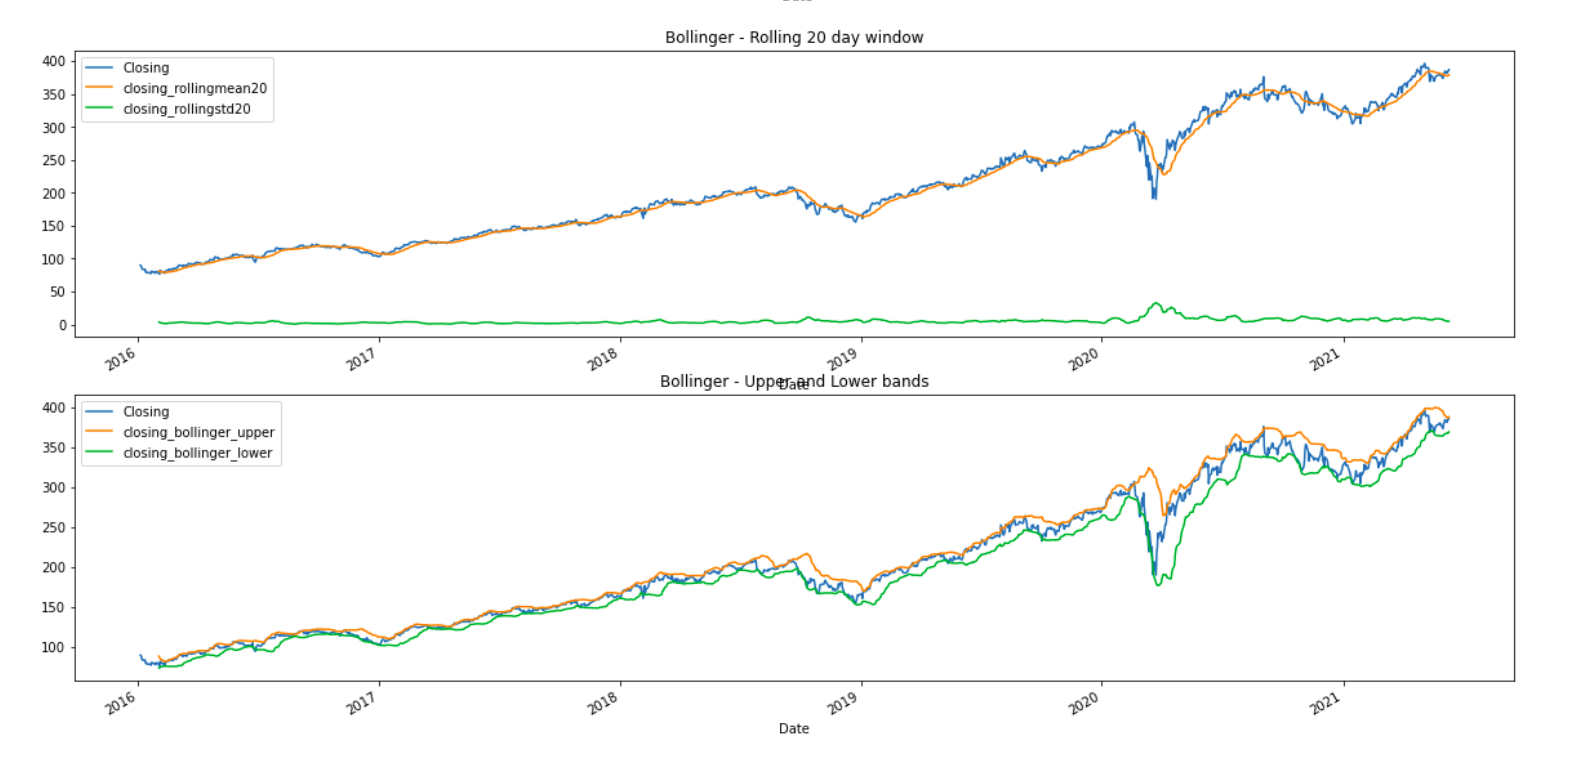 Date
Bollinger - Rolling 20 day window
400
350
300
250
200
150
100
50
0
Closing
closing_rollingmean20
closing_rollingstd20
2016
2017
2018
2019
2020
2021
Date
Bollinger - Upper and Lower bands
400
350
300
250
200
150
100
Closing
closing_bollinger_upper
closing_bollinger_lower
2016
2017
2018
2019
2020
2021
Date